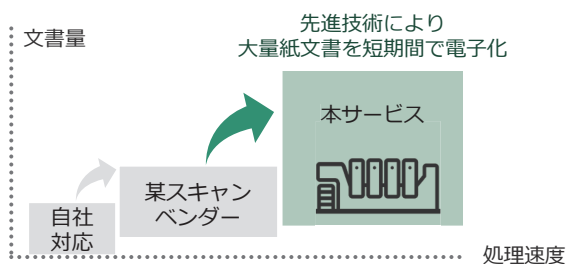 先進技術により
大量紙文書を短期間で電子化
文書量
本サービス
某スキャン
ベンダー
自社
対応
処理速度